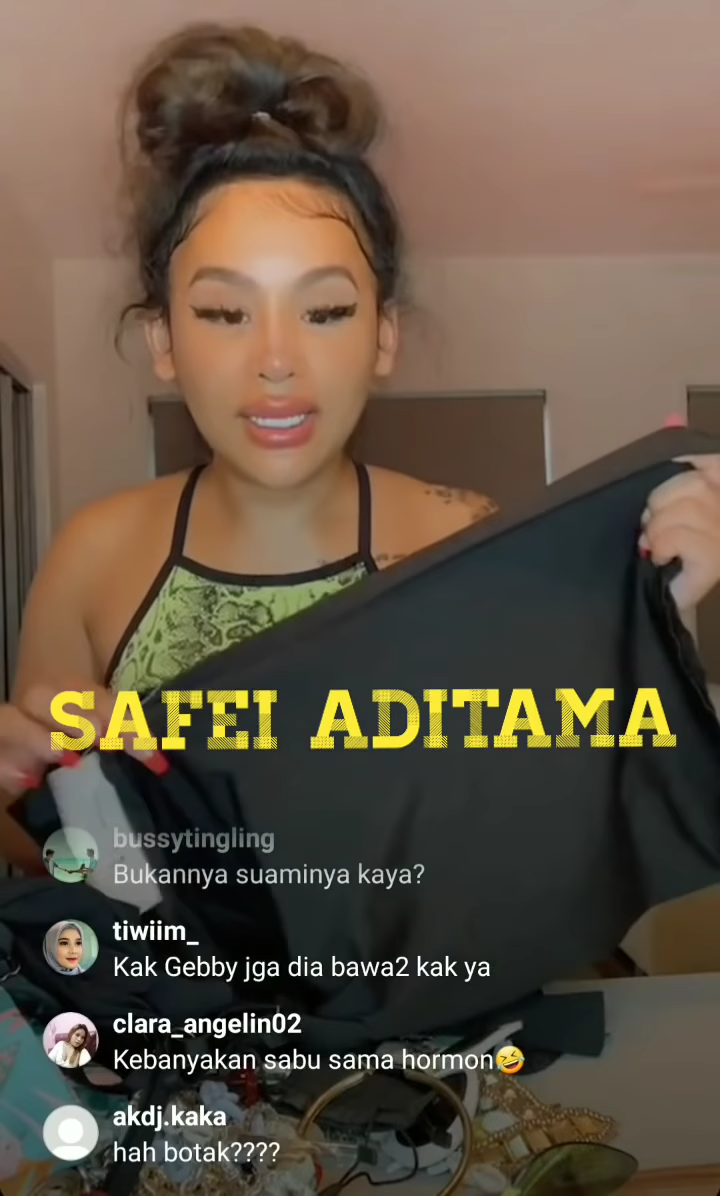 SAFEI ADITAMA
bussytingling
Bukannya suaminya kaya?
tiwiim_
Kak Gebby jga dia bawa2 kak ya
clara_angelin02
Kebanyakan sabu sama hormon🤣
akdj.kaka
hah botak????